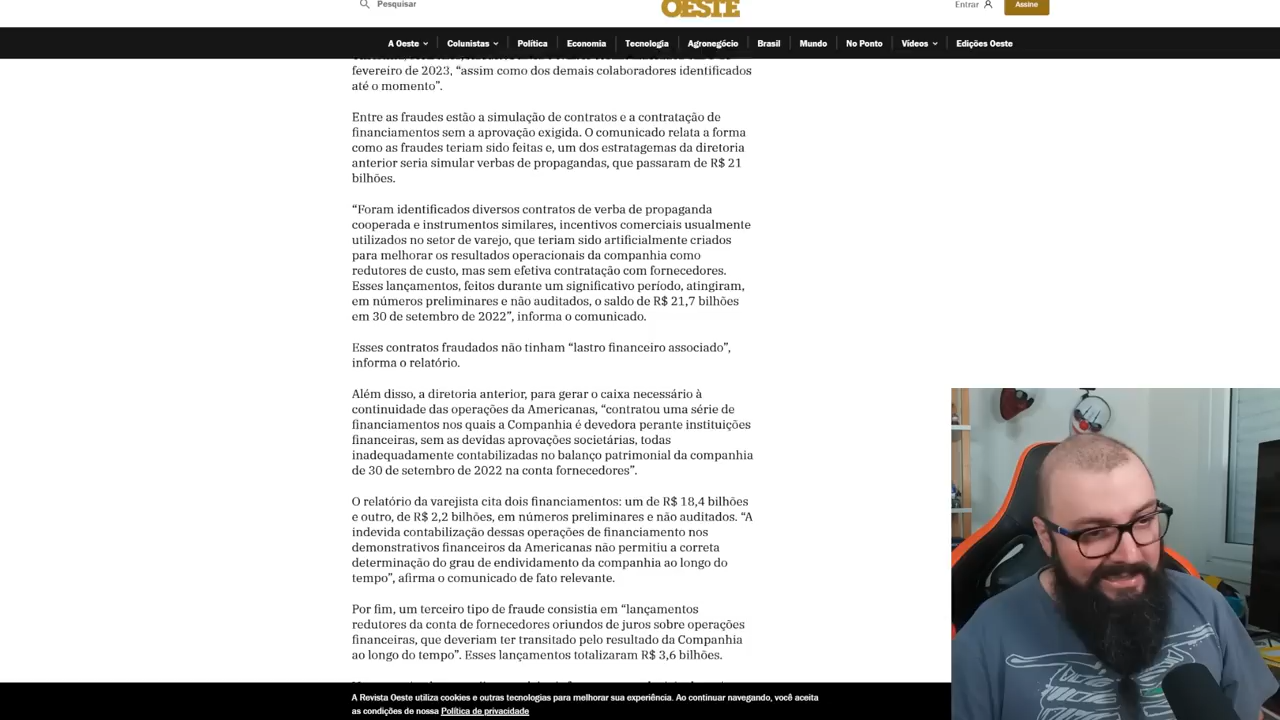 Pesquisar
OESTE
Entrar
Assine
A Oeste
Colunistas
Política
Economia
Tecnologia
Agronegócio
Brasil
Mundo
No Ponto
Vídeos
Edições Oeste
fevereiro de 2023, “assim como dos demais colaboradores identificados
até o momento”.
Entre as fraudes estão a simulação de contratos e a contratação de
financiamentos sem a aprovação exigida. O comunicado relata a forma
como as fraudes teriam sido feitas e, um dos estratagemas da diretoria
anterior seria simular verbas de propagandas, que passaram de R$ 21
bilhões.
“Foram identificados diversos contratos de verba de propaganda
cooperada e instrumentos similares, incentivos comerciais usualmente
utilizados no setor de varejo, que teriam sido artificialmente criados
para melhorar os resultados operacionais da companhia como
redutores de custo, mas sem efetiva contratação com fornecedores.
Esses lançamentos, feitos durante um significativo período, atingiram,
em números preliminares e não auditados, o saldo de R$ 21,7 bilhões
em 30 de setembro de 2022”, informa o comunicado.
Esses contratos fraudados não tinham “lastro financeiro associado”,
informa o relatório.
Além disso, a diretoria anterior, para gerar o caixa necessário à
continuidade das operações da Americanas, “contratou uma série de
financiamentos nos quais a Companhia é devedora perante instituições
financeiras, sem as devidas aprovações societárias, todas
inadequadamente contabilizadas no balanço patrimonial da companhia
de 30 de setembro de 2022 na conta fornecedores”.
O relatório da varejista cita dois financiamentos: um de R$ 18,4 bilhões
e outro, de R$ 2,2 bilhões, em números preliminares e não auditados. “A
indevida contabilização dessas operações de financiamento nos
demonstrativos financeiros da Americanas não permitiu a correta
determinação do grau de endividamento da companhia ao longo do
tempo”, afirma o comunicado de fato relevante.
Por fim, um terceiro tipo de fraude consistia em “lançamentos
redutores da conta de fornecedores oriundos de juros sobre operações
financeiras, que deveriam ter transitado pelo resultado da Companhia
ao longo do tempo”. Esses lançamentos totalizaram R$ 3,6 bilhões.
A Revista Oeste utiliza cookies e outras tecnologias para melhorar sua experiência. Ao continuar navegando, você aceita
as condições de nossa Política de privacidade